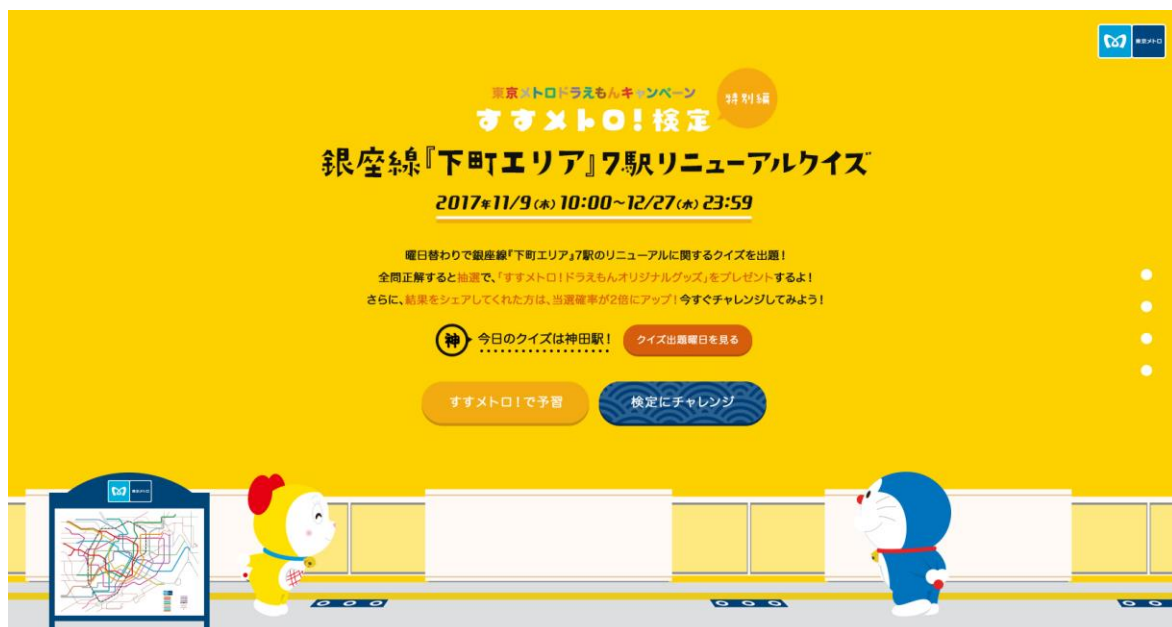 東京メトロ
東京メトロドラえもんキャンペーン
すすメトロ!検定
特別編
銀座線『下町エリア』7駅リニューアルクイズ
2017年11/9(木)10:00~12/27(水)23:59
曜日替わりで銀座線『下町エリア』7駅のリニューアルに関するクイズを出題!
全問正解すると抽選で、「すすメトロ!ドラえもんオリジナルグッズ」をプレゼントするよ!
さらに、結果をシェアしてくれた方は、当選確率が2倍にアップ!今すぐチャレンジしてみよう!
神 今日のクイズは神田駅! クイズ出題曜日を見る
すすメトロ!で予習 検定にチャレンジ
東京メトロ